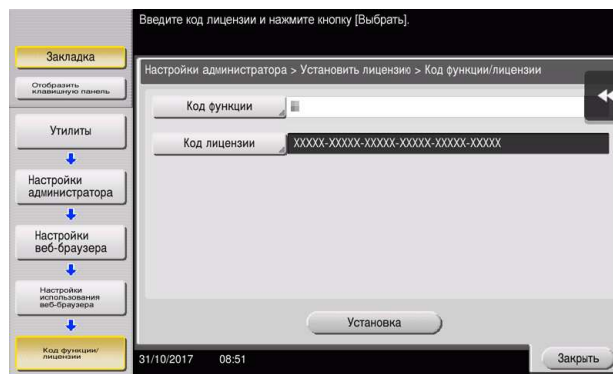 Введите код лицензии и нажмите кнопку [Выбрать].
Закладка
Отобразить
клавишную панель
Утилиты
Настройки
администратора
Настройки
веб-браузера
Настройки
использования
веб-браузера
Код функции/
лицензии
Настройки администратора > Установить лицензию > Код функции/лицензии
Код функции
Код лицензии XXXXX-XXXXX-XXXXX-XXXXX-XXXXX-XXXXX
Установка
31/10/2017 08:51
Закрыть